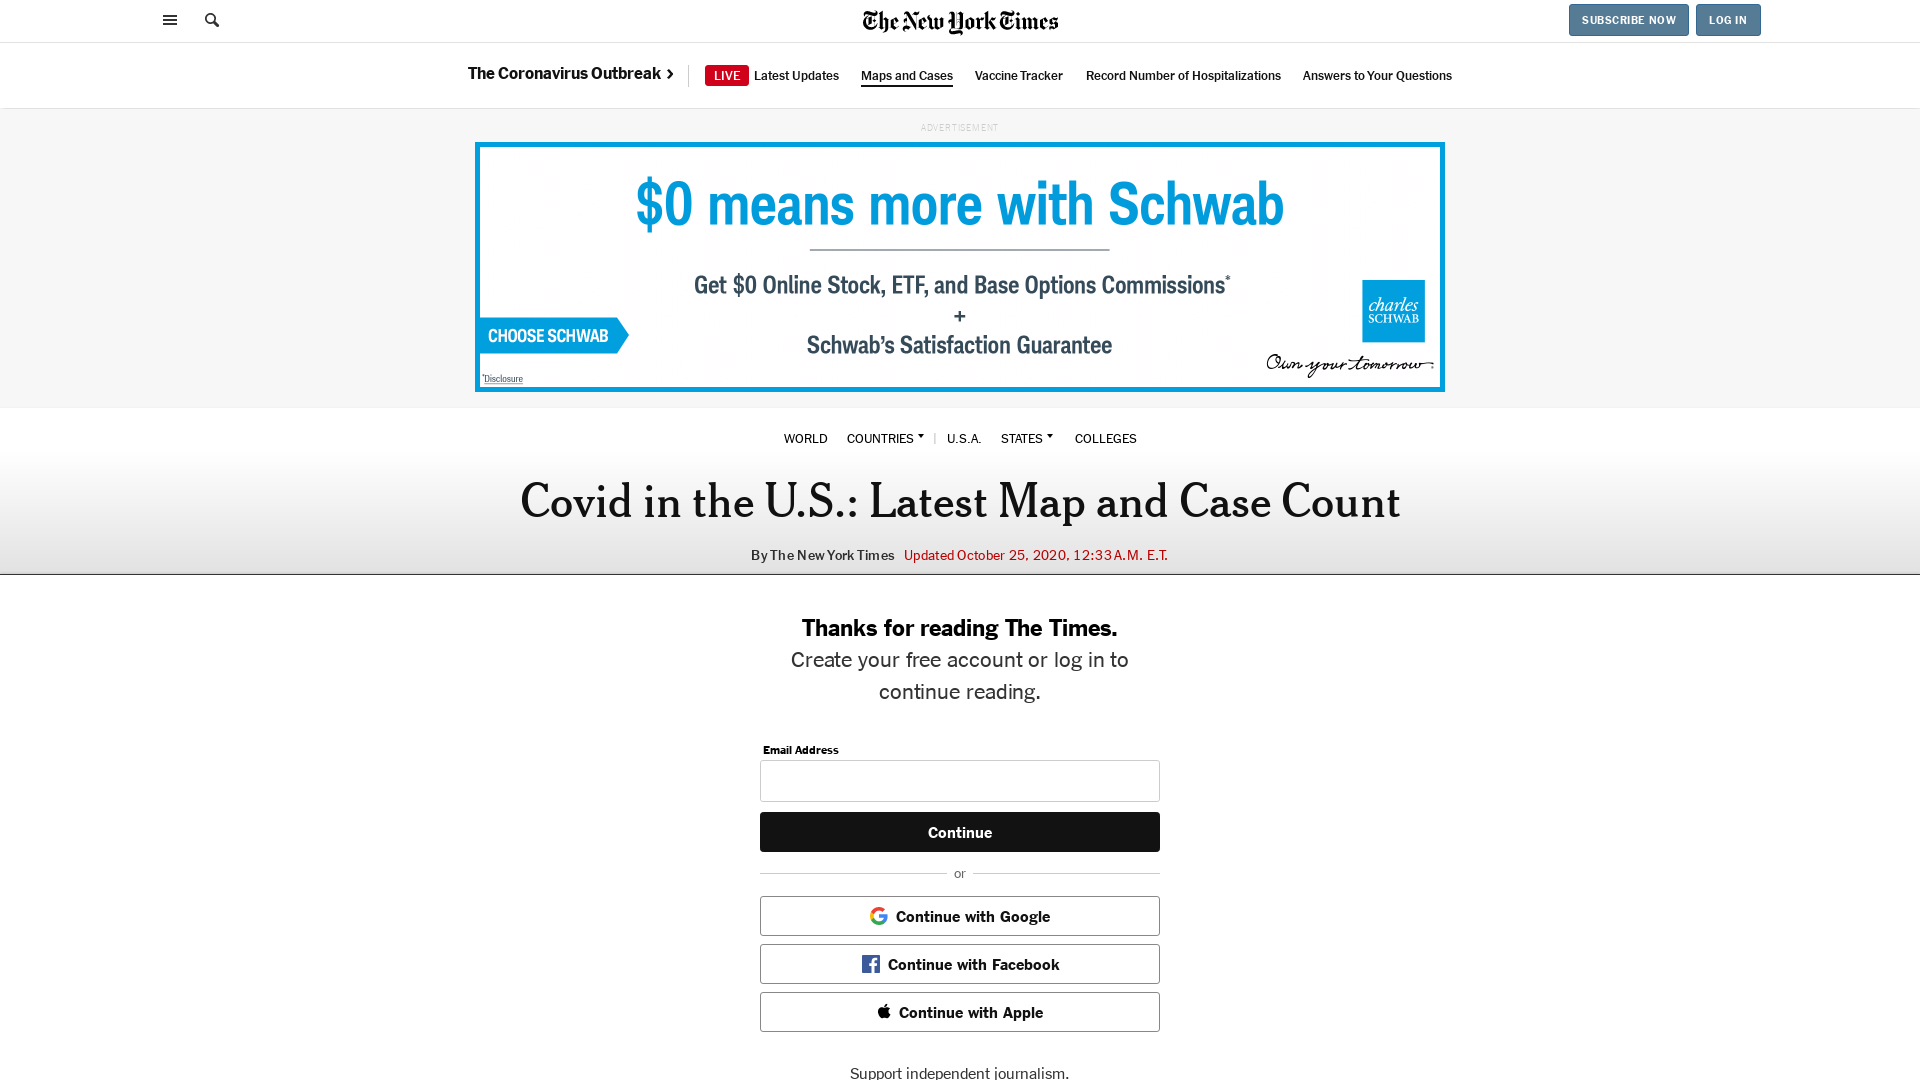 The New York Times
SUBSCRIBE NOW
LOG IN
The Coronavirus Outbreak
LIVE Latest Updates
Maps and Cases
Vaccine Tracker
Record Number of Hospitalizations
Answers to Your Questions
ADVERTISEMENT
$0 means more with Schwab
Get $0 Online Stock, ETF, and Base Options Commissions*
+
Schwab's Satisfaction Guarantee
CHOOSE SCHWAB
charles
SCHWAB
Own your tomorrow.
*Disclosure
WORLD
COUNTRIES
U.S.A.
STATES
COLLEGES
Covid in the U.S.: Latest Map and Case Count
By The New York Times Updated October 25, 2020, 12:33 A.M. E.T.
Thanks for reading The Times.
Create your free account or log in to
continue reading.
Email Address
Continue
or
Continue with Google
Continue with Facebook
Continue with Apple
Support independent journalism.